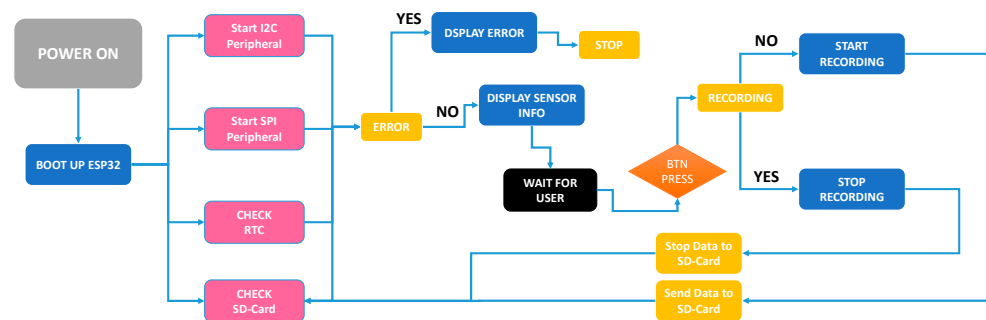 POWER ON
BOOT UP ESP32
Start I2C
Peripheral
Start SPI
Peripheral
CHECK
RTC
CHECK
SD-Card
ERROR
YES
DSPLAY ERROR
STOP
NO
DISPLAY SENSOR
INFO
WAIT FOR
USER
BTN
PRESS
RECORDING
NO
START
RECORDING
YES
STOP
RECORDING
Stop Data to
SD-Card
Send Data to
SD-Card